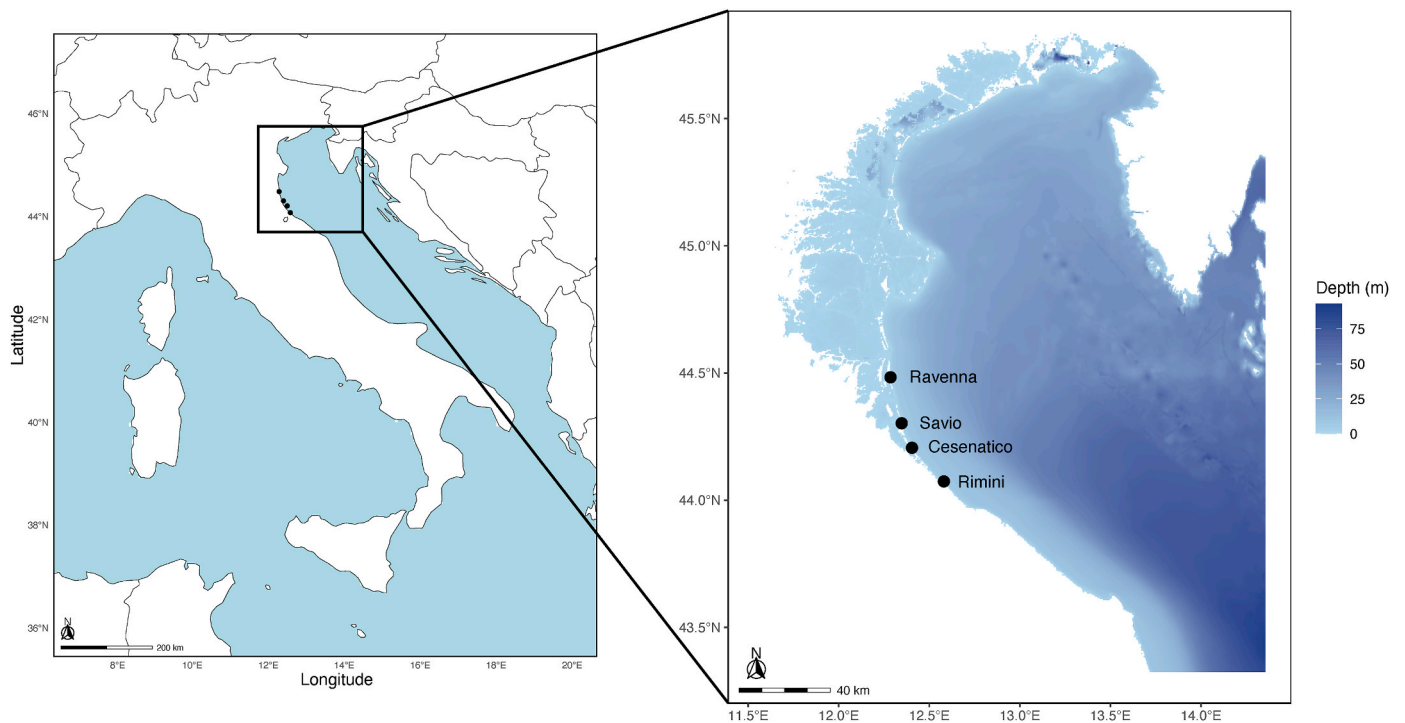 Latitude
46°N
44°N
42°N
40°N
38°N
36°N
N
200 km
8°E 10°E 12°E 14°E 16°E 18°E 20°E
Longitude
45.5°N
45.0°N
44.5°N
44.0°N
43.5°N
Ravenna
Savio
Cesenatico
Rimini
N
40 km
11.5°E 12.0°E 12.5°E 13.0°E 13.5°E 14.0°E
Depth (m)
75
50
25
0